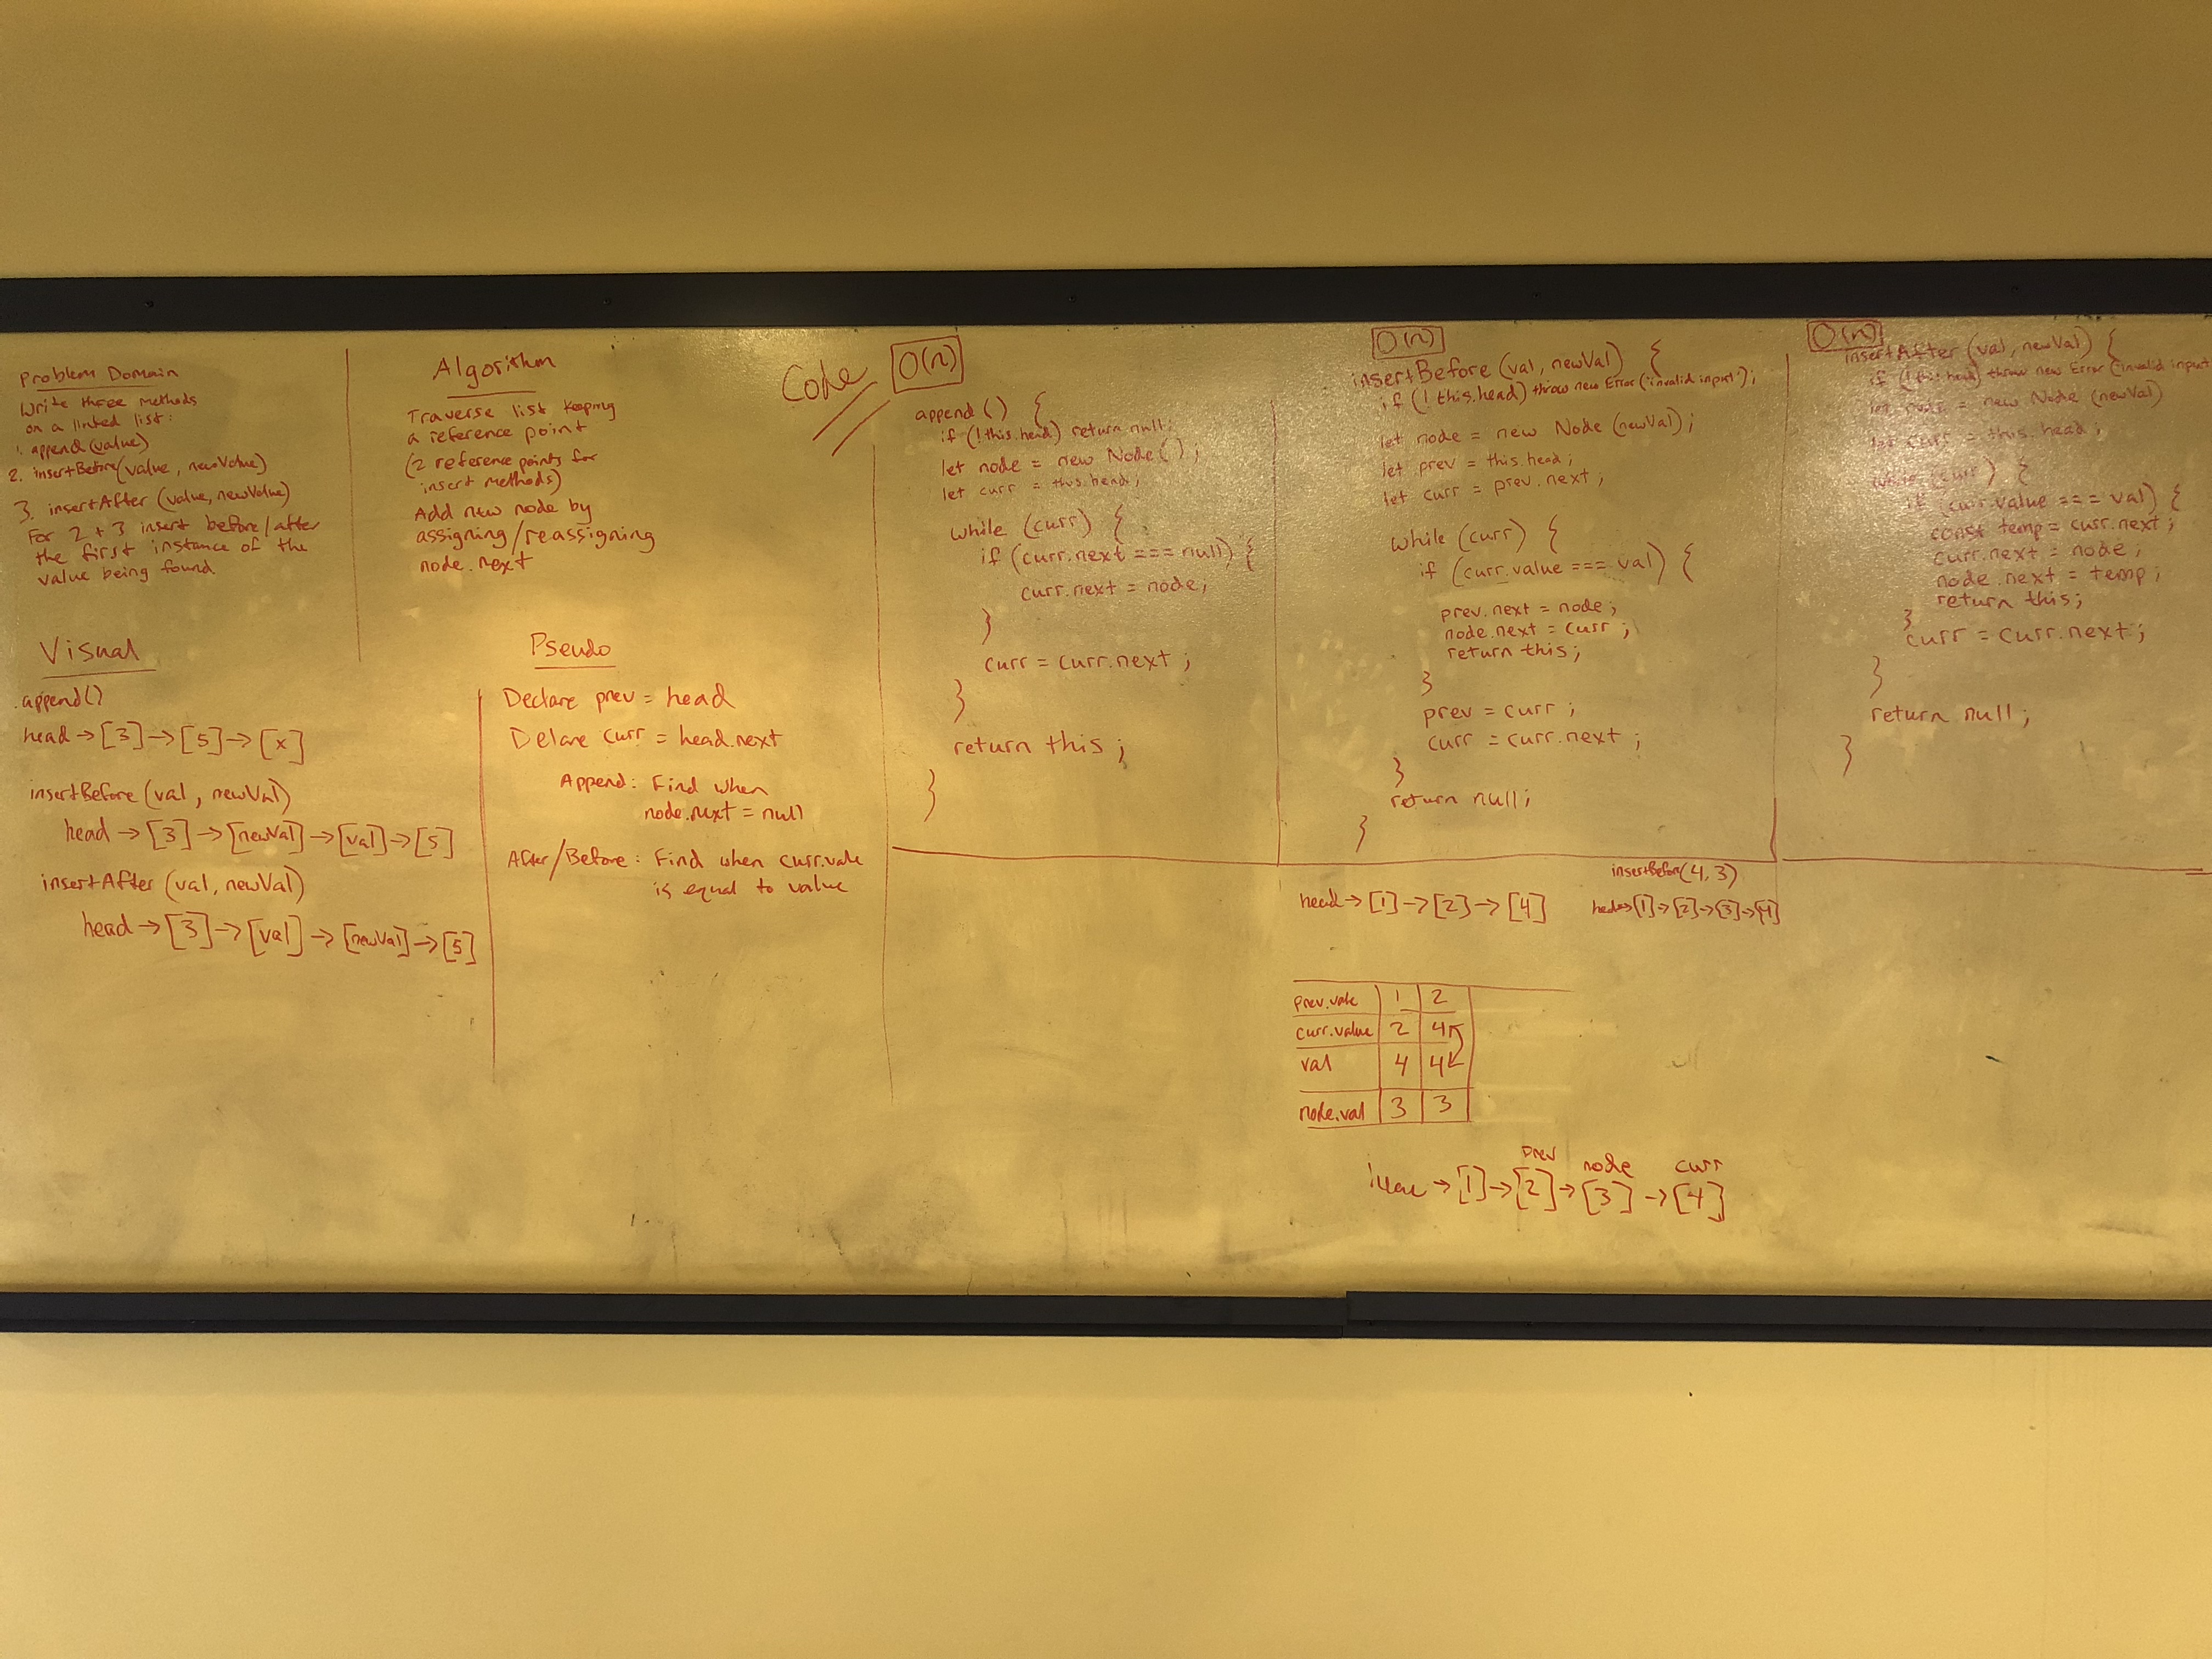 Problem Domain
Write three methods
on a linked list:
1. append(value)
2. insertBefore(value, newValue)
3. insertAfter(value, newValue)
For 2 + 3 insert before/after
the first instance of the
value being found.
Algorithm
Traverse list keeping
a reference point
(2 reference points for
insert methods)
Add new node by
assigning/reassigning
node.next
Visual
.append()
head → [3] → [5] → [x]
insertBefore(val, newVal)
head → [3] → [newVal] → [val] → [5]
insertAfter(val, newVal)
head → [3] → [val] → [newVal] → [5]
Pseudo
Declare prev = head
Delare curr = head.next
Append: Find when
node.next = null
After/Before: Find when curr.vale
is equal to value
Code
O(n)
append() {
if (!this.head) return null;
let node = new Node();
let curr = this.head;
while (curr) {
if (curr.next === null) {
curr.next = node;
}
curr = curr.next;
}
return this;
}
O(n)
insertBefore(val, newVal) {
if (!this.head) throw new Error('invalid input');
let node = new Node(newVal);
let prev = this.head;
let curr = prev.next;
while (curr) {
if (curr.value === val) {
prev.next = node;
node.next = curr;
return this;
}
prev = curr;
curr = curr.next;
}
return null;
}
O(n)
insertAfter(val, newVal) {
if (!this.head) throw new Error('invalid input
let node = new Node(newVal)
let curr = this.head;
while (curr) {
if (curr.value === val) {
const temp = curr.next;
curr.next = node;
node.next = temp;
return this;
}
curr = curr.next;
}
return null;
}
head → [1] → [2] → [4]
insertBefore(4,3)
head → [1] → [2] → [3] → [4]
prev.vale 1 2
curr.value 2 4
val 4 4
node.val 3 3
prev node curr
→ [1] → [2] → [3] → [4]